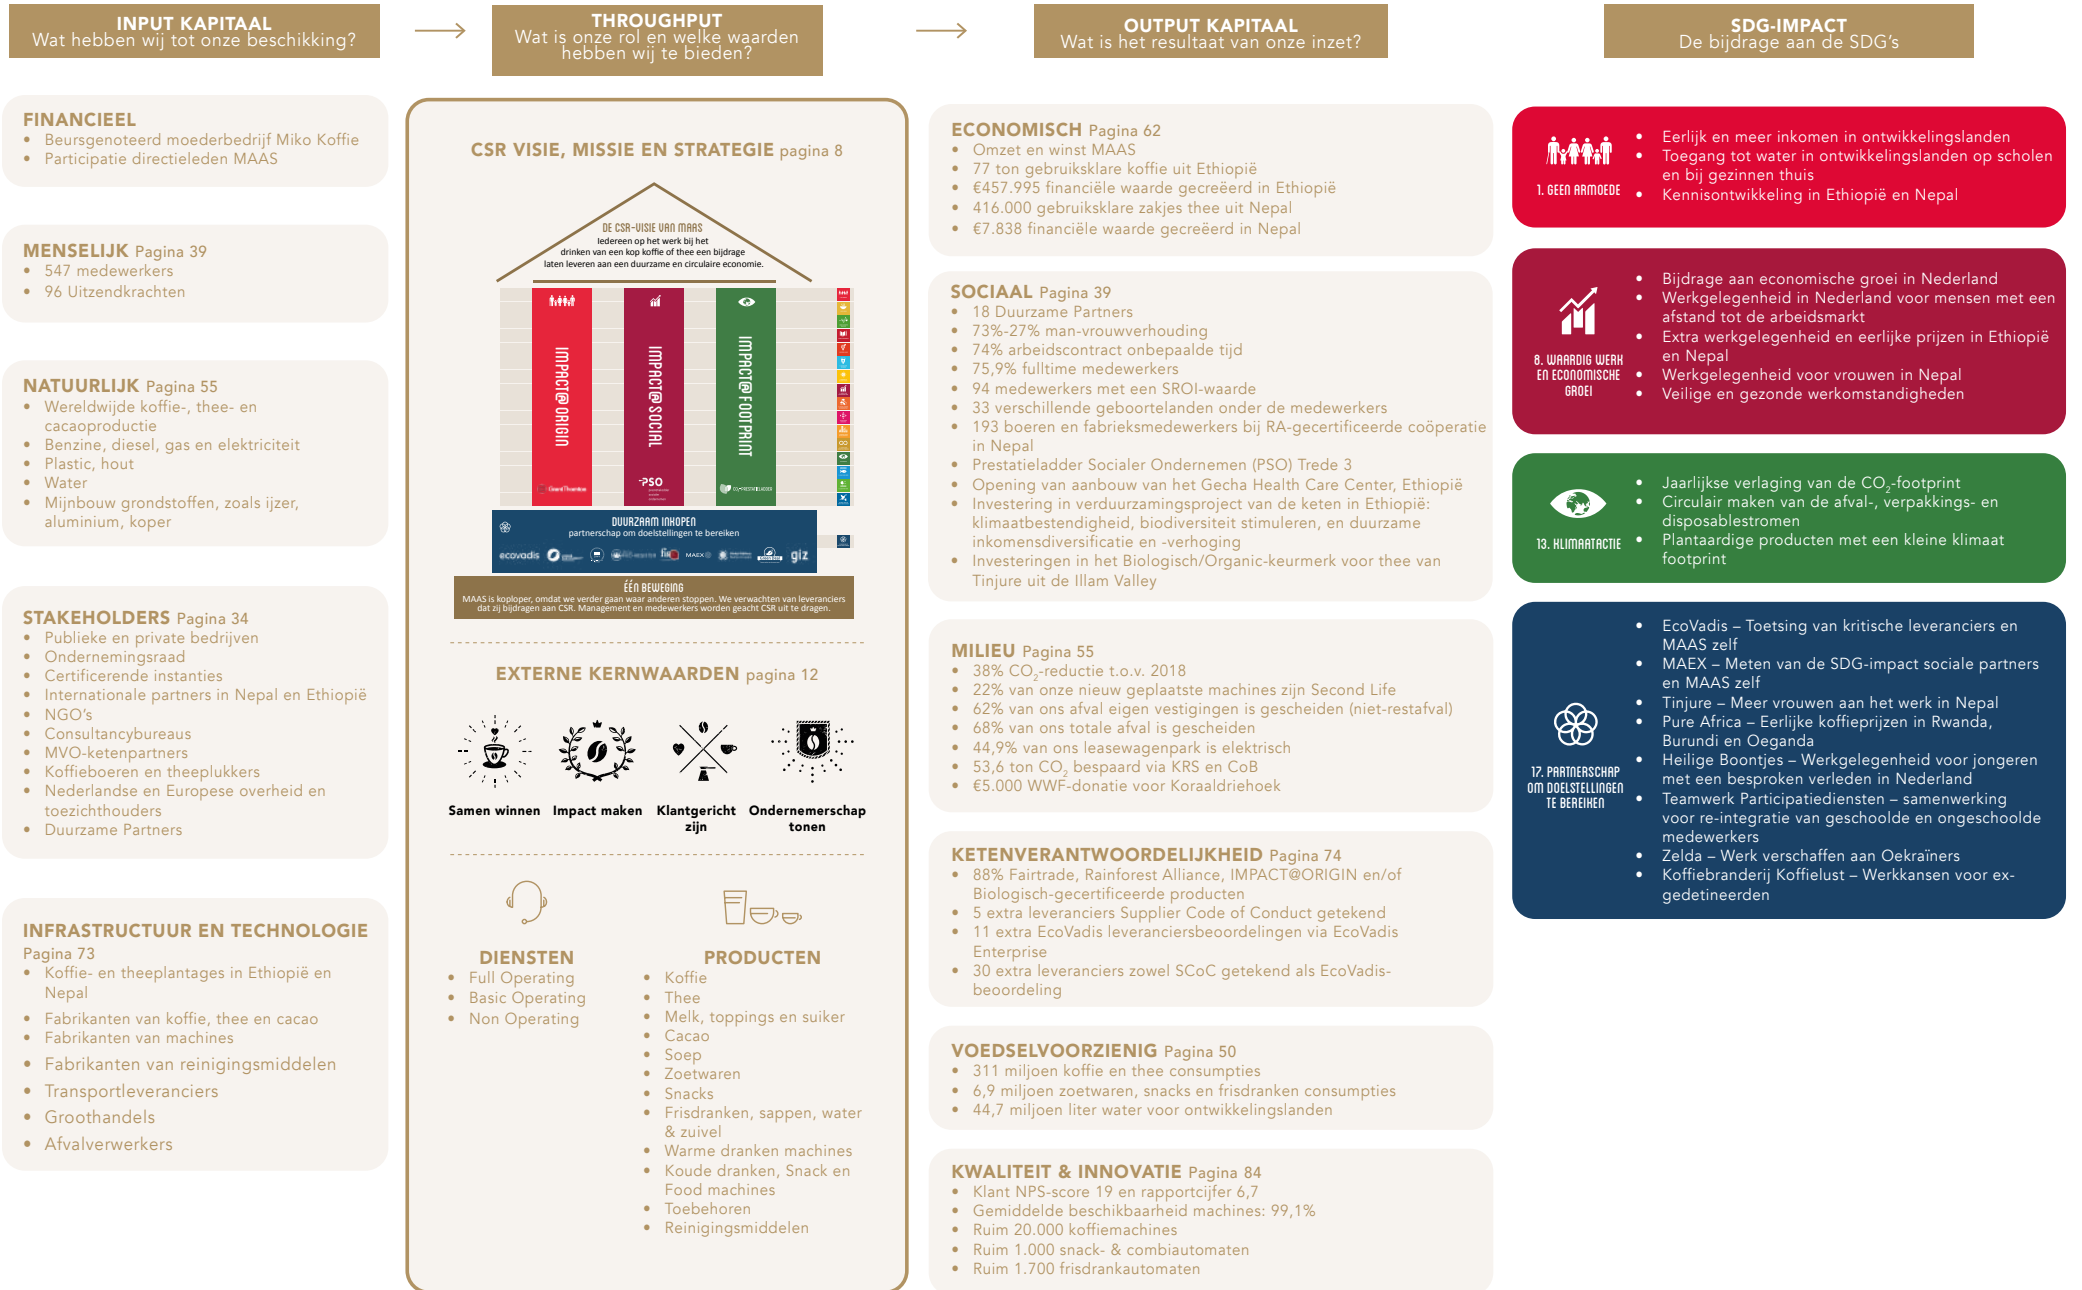 INPUT KAPITAAL
Wat hebben wij tot onze beschikking?
THROUGHPUT
Wat is onze rol en welke waarden
hebben wij te bieden?
OUTPUT KAPITAAL
Wat is het resultaat van onze inzet?
SDG-IMPACT
De bijdrage aan de SDG's
FINANCIEEL
• Beursgenoteerd moederbedrijf Miko Koffie
• Participatie directieleden MAAS
MENSELIJK Pagina 39
• 547 medewerkers
• 96 Uitzendkrachten
NATUURLIJK Pagina 55
• Wereldwijde koffie-, thee- en
cacaoproductie
• Benzine, diesel, gas en elektriciteit
• Plastic, hout
• Water
• Mijnbouw grondstoffen, zoals ijzer,
aluminium, koper
STAKEHOLDERS Pagina 34
• Publieke en private bedrijven
• Ondernemingsraad
• Certificerende instanties
• Internationale partners in Nepal en Ethiopië
• NGO's
• Consultancybureaus
• MVO-ketenpartners
• Koffieboeren en theeplukkers
• Nederlandse en Europese overheid en
toezichthouders
• Duurzame Partners
INFRASTRUCTUUR EN TECHNOLOGIE
Pagina 73
• Koffie- en theeplantages in Ethiopië en
Nepal
• Fabrikanten van koffie, thee en cacao
• Fabrikanten van machines
• Fabrikanten van reinigingsmiddelen
• Transportleveranciers
• Groothandels
• Afvalverwerkers
CSR VISIE, MISSIE EN STRATEGIE pagina 8
DE CSR-VISIE VAN MAAS
Iedereen op het werk bij het
drinken van een kop koffie of thee een bijdrage
laten leveren aan een duurzame en circulaire economie.
IMPACT@ORIGIN
IMPACT@SOCIAL
IMPACT@FOOTPRINT
Grant Thornton
PSO
CO₂-PRESTATIELADDER
DUURZAAM INKOPEN
partnerschap om doelstellingen te bereiken
ecovadis
MAEX
giz
ÉÉN BEWEGING
MAAS is koploper, omdat we verder gaan waar anderen stoppen. We verwachten van leveranciers
dat zij bijdragen aan CSR. Management en medewerkers worden geacht CSR uit te dragen.
EXTERNE KERNWAARDEN pagina 12
Samen winnen
Impact maken
Klantgericht
zijn
Ondernemerschap
tonen
DIENSTEN
• Full Operating
• Basic Operating
• Non Operating
PRODUCTEN
• Koffie
• Thee
• Melk, toppings en suiker
• Cacao
• Soep
• Zoetwaren
• Snacks
• Frisdranken, sappen, water
& zuivel
• Warme dranken machines
• Koude dranken, Snack en
Food machines
• Toebehoren
• Reinigingsmiddelen
ECONOMISCH Pagina 62
• Omzet en winst MAAS
• 77 ton gebruiksklare koffie uit Ethiopië
• €457.995 financiële waarde gecreëerd in Ethiopië
• 416.000 gebruiksklare zakjes thee uit Nepal
• €7.838 financiële waarde gecreëerd in Nepal
SOCIAAL Pagina 39
• 18 Duurzame Partners
• 73%-27% man-vrouwverhouding
• 74% arbeidscontract onbepaalde tijd
• 75,9% fulltime medewerkers
• 94 medewerkers met een SROI-waarde
• 33 verschillende geboortelanden onder de medewerkers
• 193 boeren en fabrieksmedewerkers bij RA-gecertificeerde coöperatie
in Nepal
• Prestatieladder Socialer Ondernemen (PSO) Trede 3
• Opening van aanbouw van het Gecha Health Care Center, Ethiopië
• Investering in verduurzamingsproject van de keten in Ethiopië:
klimaatbestendigheid, biodiversiteit stimuleren, en duurzame
inkomensdiversificatie en -verhoging
• Investeringen in het Biologisch/Organic-keurmerk voor thee van
Tinjure uit de Illam Valley
MILIEU Pagina 55
• 38% CO₂-reductie t.o.v. 2018
• 22% van onze nieuw geplaatste machines zijn Second Life
• 62% van ons afval eigen vestigingen is gescheiden (niet-restafval)
• 68% van ons totale afval is gescheiden
• 44,9% van ons leasewagenpark is elektrisch
• 53,6 ton CO₂ bespaard via KRS en CoB
• €5.000 WWF-donatie voor Koraaldriehoek
KETENVERANTWOORDELIJKHEID Pagina 74
• 88% Fairtrade, Rainforest Alliance, IMPACT@ORIGIN en/of
Biologisch-gecertificeerde producten
• 5 extra leveranciers Supplier Code of Conduct getekend
• 11 extra EcoVadis leveranciersbeoordelingen via EcoVadis
Enterprise
• 30 extra leveranciers zowel SCoC getekend als EcoVadis-
beoordeling
VOEDSELVOORZIENIG Pagina 50
• 311 miljoen koffie en thee consumpties
• 6,9 miljoen zoetwaren, snacks en frisdranken consumpties
• 44,7 miljoen liter water voor ontwikkelingslanden
KWALITEIT & INNOVATIE Pagina 84
• Klant NPS-score 19 en rapportcijfer 6,7
• Gemiddelde beschikbaarheid machines: 99,1%
• Ruim 20.000 koffiemachines
• Ruim 1.000 snack- & combiautomaten
• Ruim 1.700 frisdrankautomaten
1. GEEN ARMOEDE
• Eerlijk en meer inkomen in ontwikkelingslanden
• Toegang tot water in ontwikkelingslanden op scholen
en bij gezinnen thuis
• Kennisontwikkeling in Ethiopië en Nepal
8. WAARDIG WERK
EN ECONOMISCHE
GROEI
• Bijdrage aan economische groei in Nederland
• Werkgelegenheid in Nederland voor mensen met een
afstand tot de arbeidsmarkt
• Extra werkgelegenheid en eerlijke prijzen in Ethiopië
en Nepal
• Werkgelegenheid voor vrouwen in Nepal
• Veilige en gezonde werkomstandigheden
13. KLIMAATACTIE
• Jaarlijkse verlaging van de CO₂-footprint
• Circulair maken van de afval-, verpakkings- en
disposablestromen
• Plantaardige producten met een kleine klimaat
footprint
17. PARTNERSCHAP
OM DOELSTELLINGEN
TE BEREIKEN
• EcoVadis – Toetsing van kritische leveranciers en
MAAS zelf
• MAEX – Meten van de SDG-impact sociale partners
en MAAS zelf
• Tinjure – Meer vrouwen aan het werk in Nepal
• Pure Africa – Eerlijke koffieprijzen in Rwanda,
Burundi en Oeganda
• Heilige Boontjes – Werkgelegenheid voor jongeren
met een besproken verleden in Nederland
• Teamwerk Participatiediensten – samenwerking
voor re-integratie van geschoolde en ongeschoolde
medewerkers
• Zelda – Werk verschaffen aan Oekraïners
• Koffiebranderij Koffielust – Werkkansen voor ex-
gedetineerden